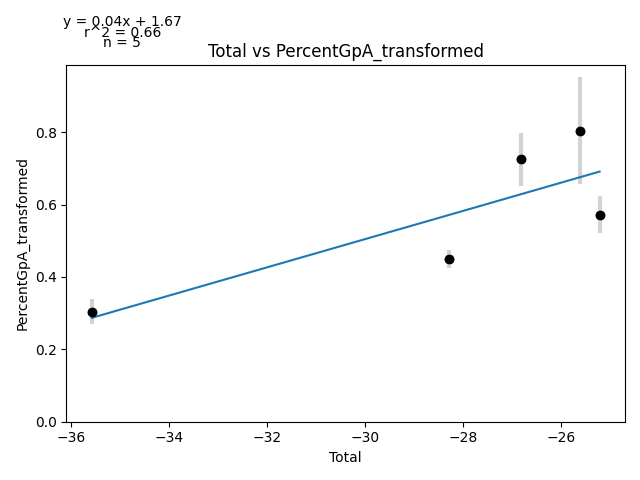 y = 0.04x + 1.67
r^2 = 0.66
n = 5
Total vs PercentGpA_transformed
PercentGpA_transformed
0.8
0.6
0.4
0.2
0.0
−36 −34 −32 −30 −28 −26
Total